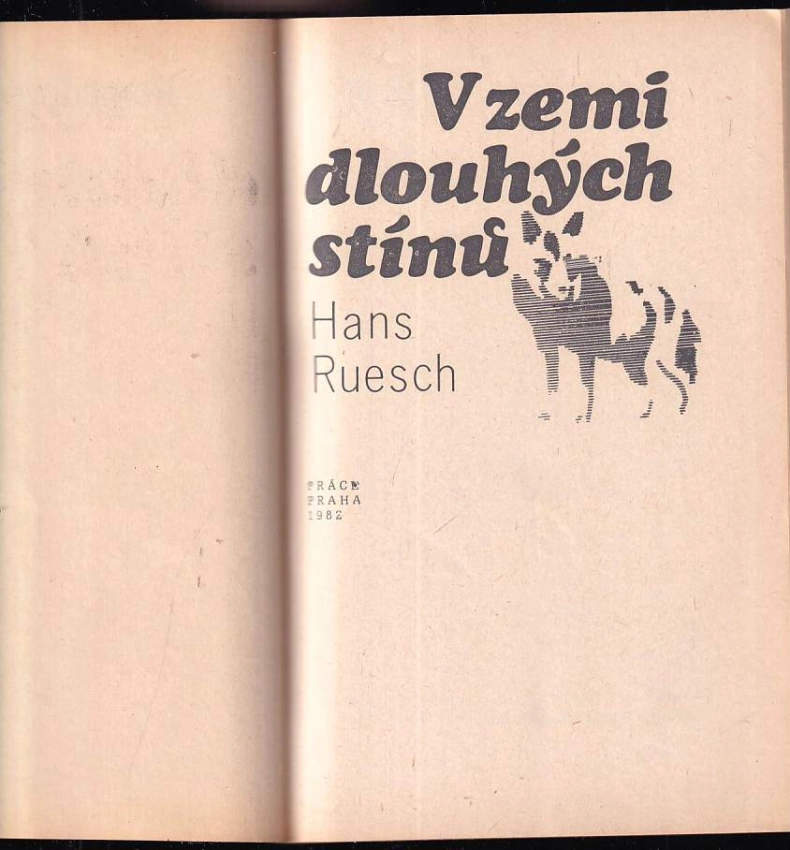 V zemi
dlouhých
stínů
Hans
Ruesch
PRÁCE
PRAHA
1982